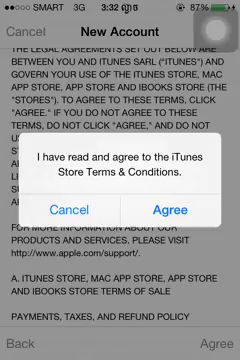 SMART 3G 3:32 ល្ងាច 87%
Cancel New Account
THE LEGAL AGREEMENTS SET OUT BELOW ARE
BETWEEN YOU AND ITUNES SARL ("ITUNES") AND
GOVERN YOUR USE OF THE ITUNES STORE, MAC
APP STORE, APP STORE AND IBOOKS STORE (THE
"STORES"). TO AGREE TO THESE TERMS, CLICK
"AGREE." IF YOU DO NOT AGREE TO THESE
TERMS, DO NOT CLICK "AGREE," AND DO NOT
I have read and agree to the iTunes
Store Terms & Conditions.
Cancel Agree
FOR MORE INFORMATION ABOUT OUR
PRODUCTS AND SERVICES, PLEASE VISIT
http://www.apple.com/support/.
A. ITUNES STORE, MAC APP STORE, APP STORE
AND IBOOKS STORE TERMS OF SALE
PAYMENTS, TAXES, AND REFUND POLICY
Back Agree